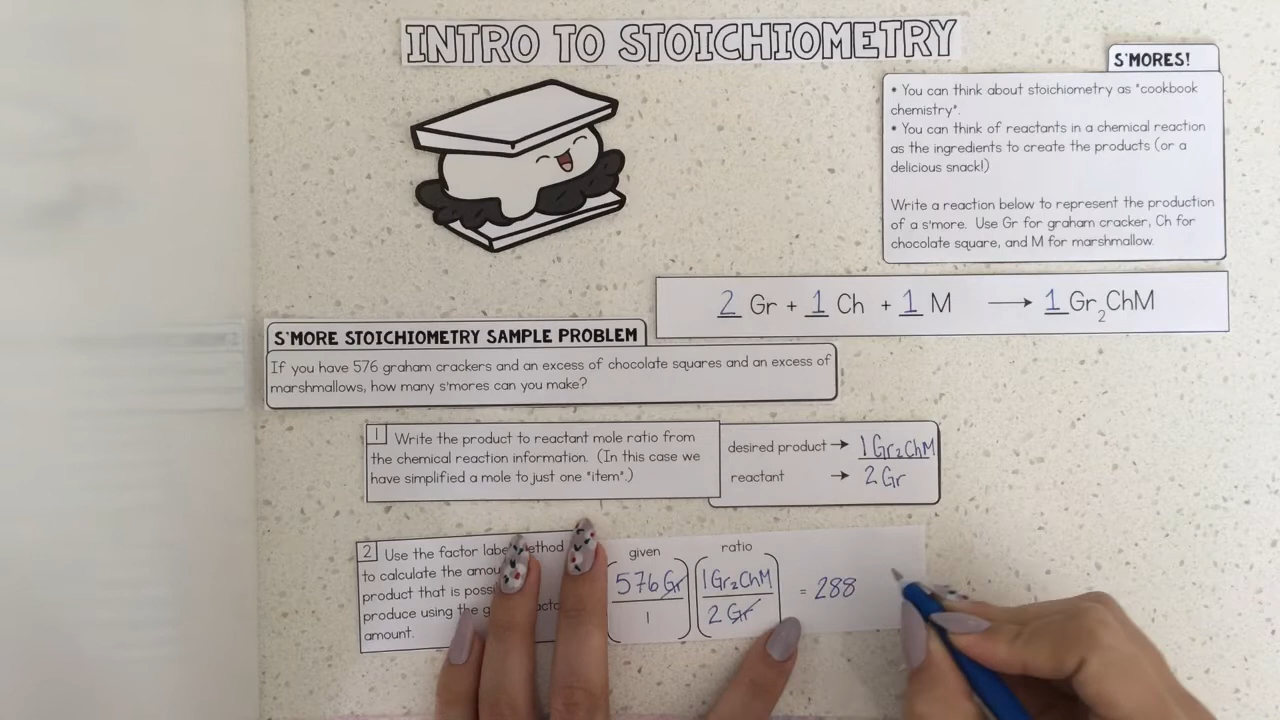 INTRO TO STOICHIOMETRY
S'MORES!
• You can think about stoichiometry as "cookbook
chemistry".
• You can think of reactants in a chemical reaction
as the ingredients to create the products (or a
delicious snack!)
Write a reaction below to represent the production
of a s'more. Use Gr for graham cracker, Ch for
chocolate square, and M for marshmallow.
2 Gr + 1 Ch + 1 M → 1 Gr₂ChM
S'MORE STOICHIOMETRY SAMPLE PROBLEM
If you have 576 graham crackers and an excess of chocolate squares and an excess of
marshmallows, how many s'mores can you make?
1 Write the product to reactant mole ratio from
the chemical reaction information. (In this case we
have simplified a mole to just one "item".)
desired product → 1 Gr₂ChM
reactant → 2 Gr
2 Use the factor
to calculate the
product that is
produce using the
amount.
given
576 Gr
1
ratio
1 Gr₂ChM
2 Gr
= 288